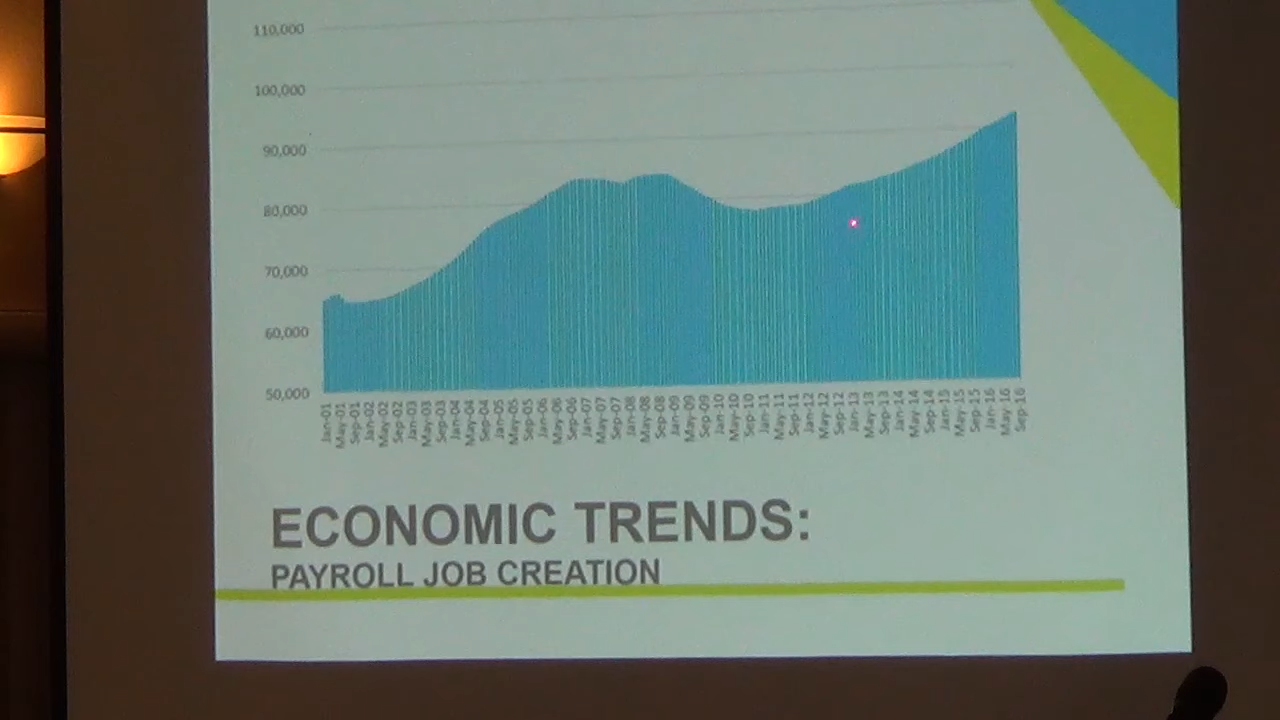 110,000
100,000
90,000
80,000
70,000
60,000
50,000
Jan-01 May-01 Sep-01 Jan-02 May-02 Sep-02 Jan-03 May-03 Sep-03 Jan-04 May-04 Sep-04 Jan-05 May-05 Sep-05 Jan-06 May-06 Sep-06 Jan-07 May-07 Sep-07 Jan-08 May-08 Sep-08 Jan-09 May-09 Sep-09 Jan-10 May-10 Sep-10 Jan-11 May-11 Sep-11 Jan-12 May-12 Sep-12 Jan-13 May-13 Sep-13 Jan-14 May-14 Sep-14 Jan-15 May-15 Sep-15 Jan-16 May-16 Sep-16
ECONOMIC TRENDS:
PAYROLL JOB CREATION